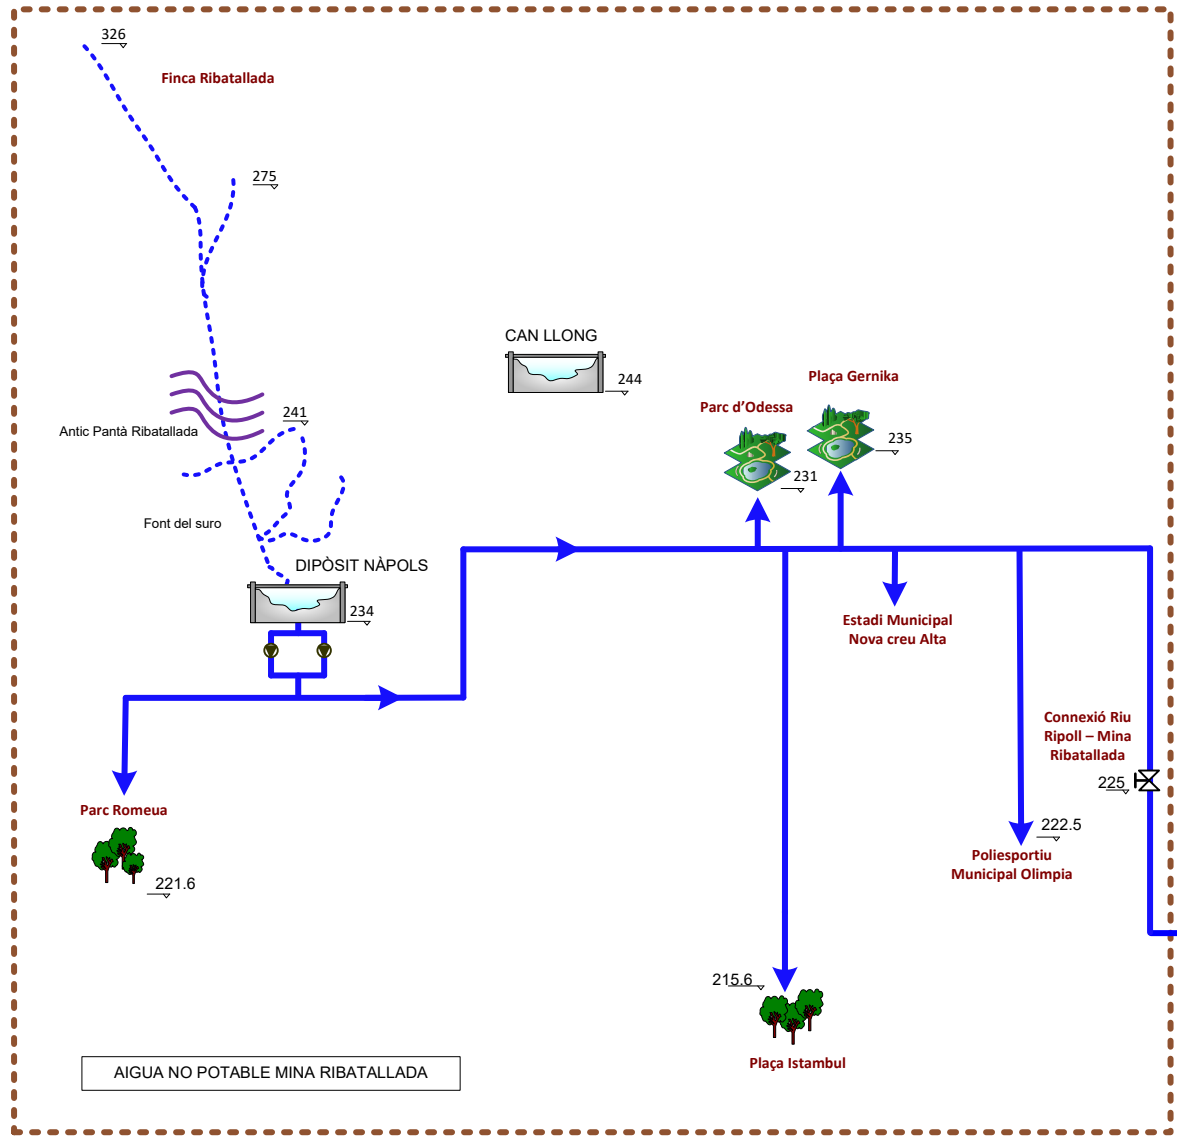 326
Finca Ribatallada
275
CAN LLONG
244
Plaça Gernika
Parc d’Odessa
235
231
241
Antic Pantà Ribatallada
Font del suro
DIPÒSIT NÀPOLS
234
Estadi Municipal
Nova creu Alta
Connexió Riu
Ripoll – Mina
Ribatallada
225
Parc Romeua
221.6
222.5
Poliesportiu
Municipal Olimpia
215.6
Plaça Istambul
AIGUA NO POTABLE MINA RIBATALLADA